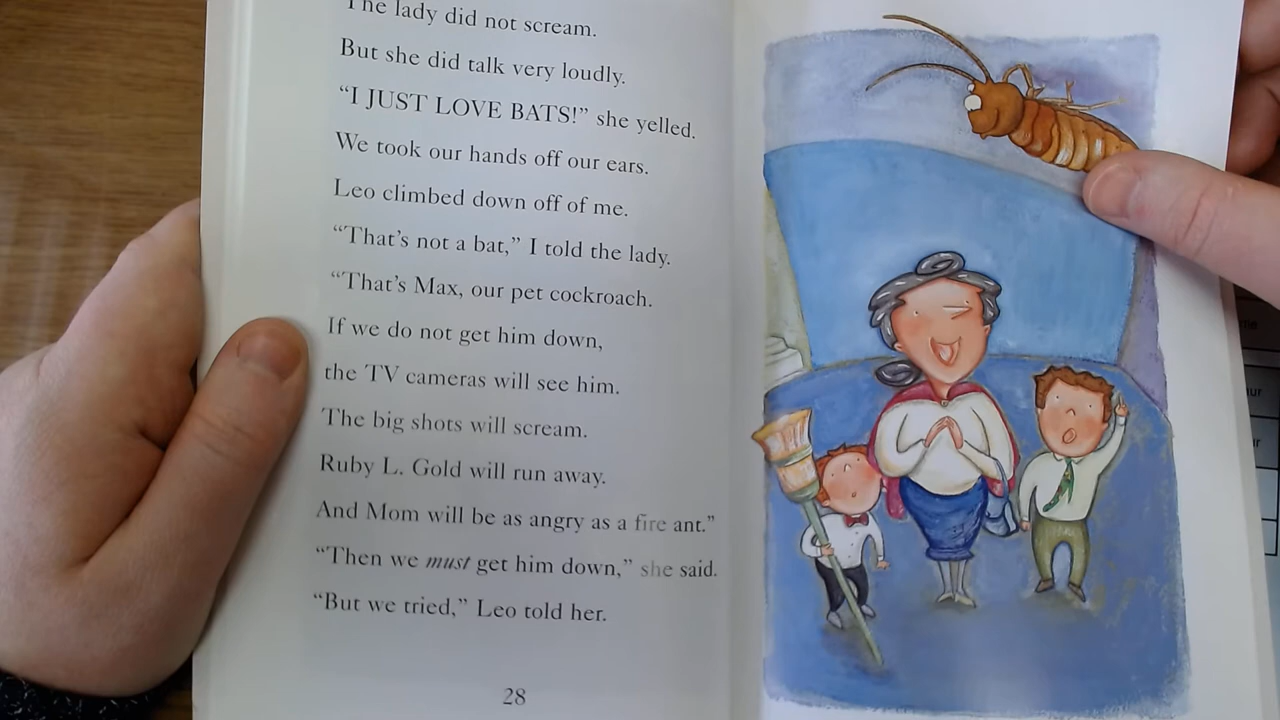 The lady did not scream.
But she did talk very loudly.
“I JUST LOVE BATS!” she yelled.
We took our hands off our ears.
Leo climbed down off of me.
“That’s not a bat,” I told the lady.
“That’s Max, our pet cockroach.
If we do not get him down,
the TV cameras will see him.
The big shots will scream.
Ruby L. Gold will run away.
And Mom will be as angry as a fire ant.”
“Then we must get him down,” she said.
“But we tried,” Leo told her.
28